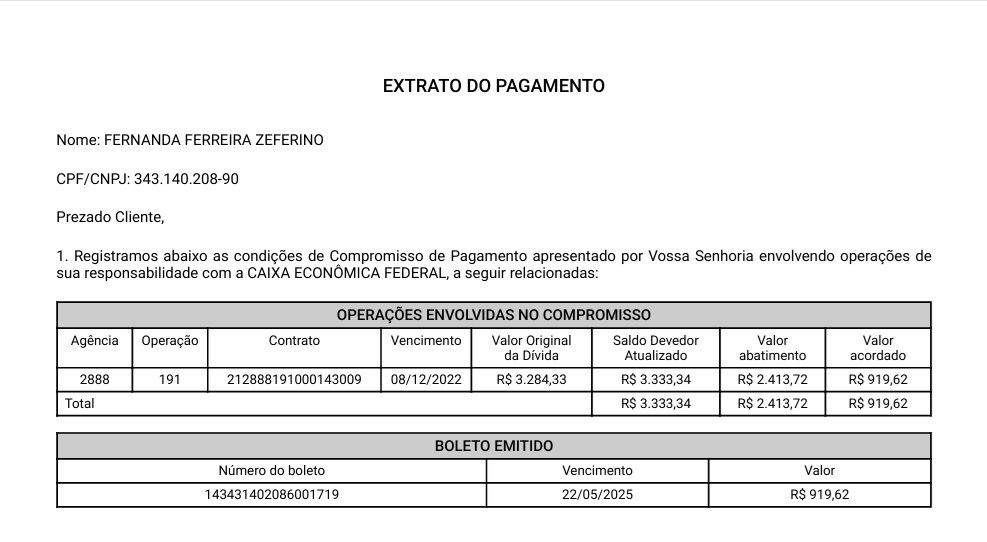 EXTRATO DO PAGAMENTO
Nome: FERNANDA FERREIRA ZEFERINO
CPF/CNPJ: 343.140.208-90
Prezado Cliente,
1. Registramos abaixo as condições de Compromisso de Pagamento apresentado por Vossa Senhoria envolvendo operações de
sua responsabilidade com a CAIXA ECONÔMICA FEDERAL, a seguir relacionadas:
OPERAÇÕES ENVOLVIDAS NO COMPROMISSO
Agência Operação Contrato Vencimento Valor Original da Dívida Saldo Devedor Atualizado Valor abatimento Valor acordado
2888 191 212888191000143009 08/12/2022 R$ 3.284,33 R$ 3.333,34 R$ 2.413,72 R$ 919,62
Total R$ 3.333,34 R$ 2.413,72 R$ 919,62
BOLETO EMITIDO
Número do boleto Vencimento Valor
143431402086001719 22/05/2025 R$ 919,62